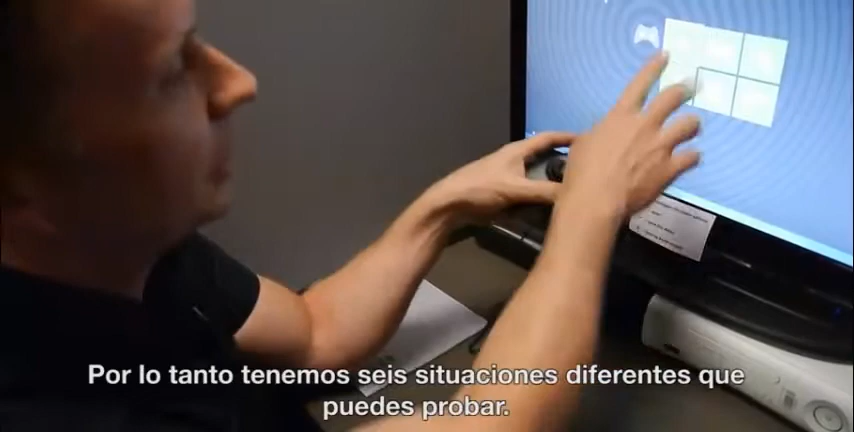 Por lo tanto tenemos seis situaciones diferentes que
puedes probar.